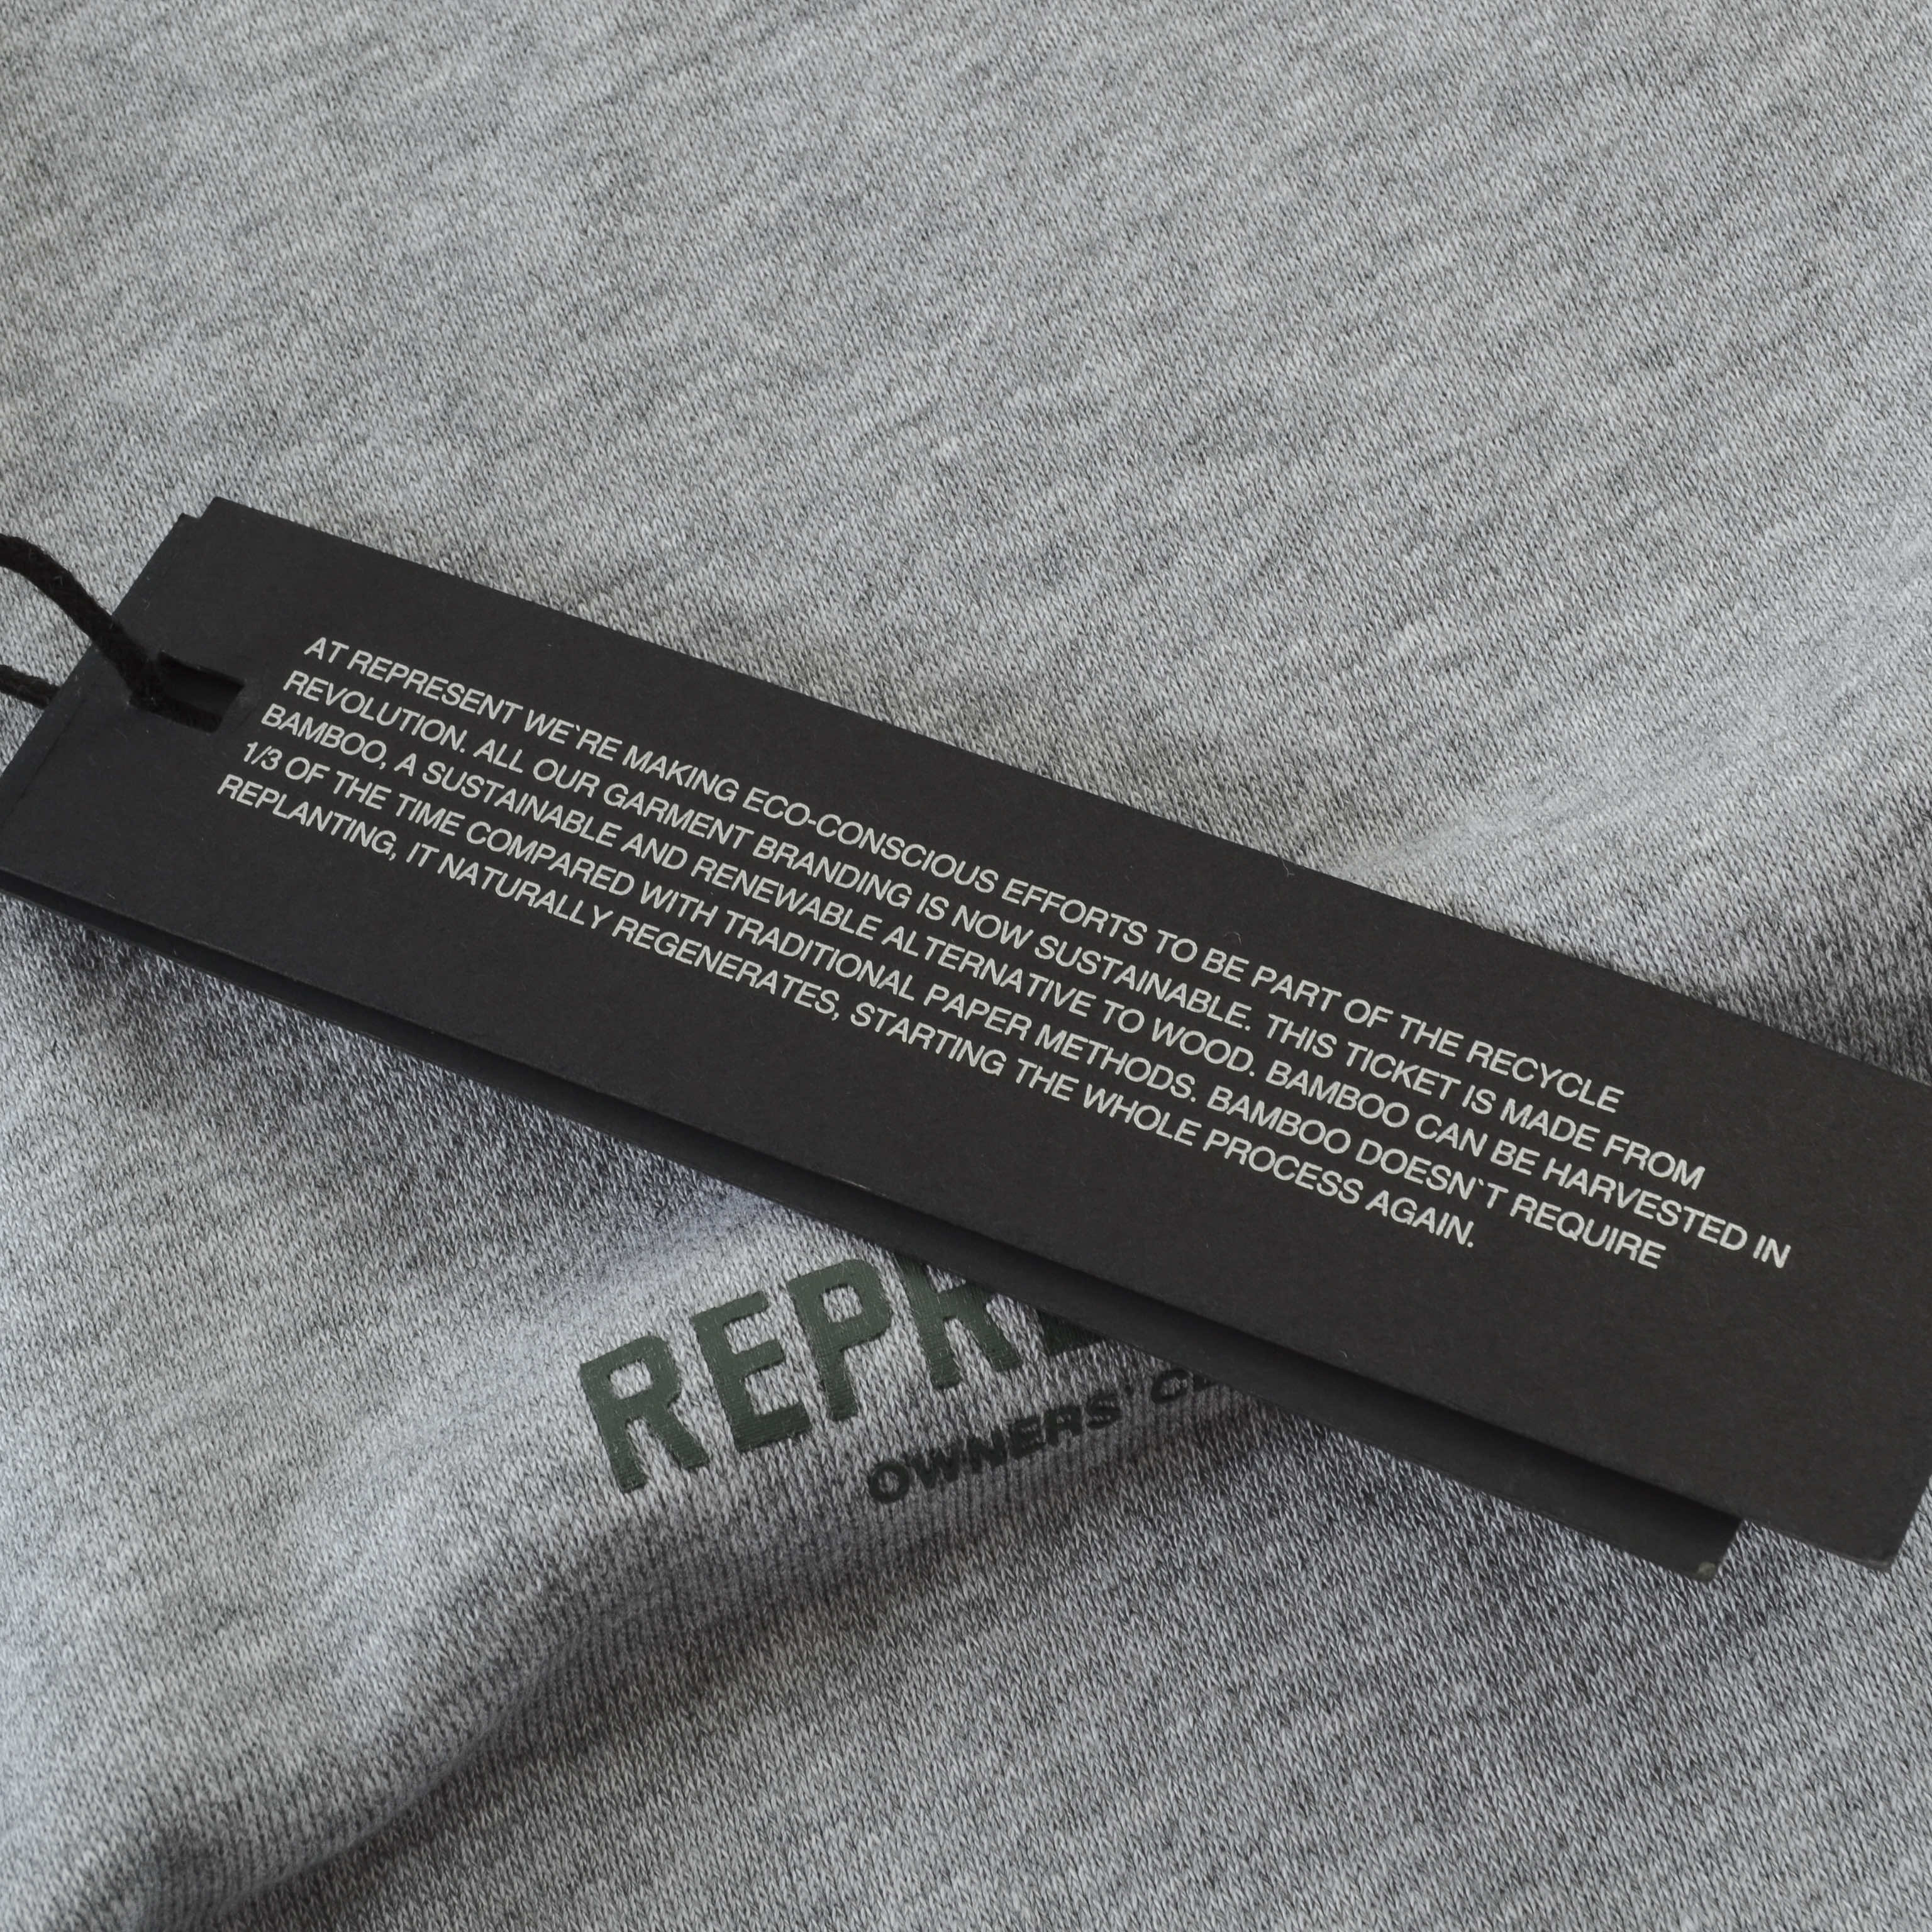 AT REPRESENT WE`RE MAKING ECO-CONSCIOUS EFFORTS TO BE PART OF THE RECYCLE
REVOLUTION. ALL OUR GARMENT BRANDING IS NOW SUSTAINABLE. THIS TICKET IS MADE FROM
BAMBOO, A SUSTAINABLE AND RENEWABLE ALTERNATIVE TO WOOD. BAMBOO CAN BE HARVESTED IN
1/3 OF THE TIME COMPARED WITH TRADITIONAL PAPER METHODS. BAMBOO DOESN`T REQUIRE
REPLANTING, IT NATURALLY REGENERATES, STARTING THE WHOLE PROCESS AGAIN.
OWNERS'